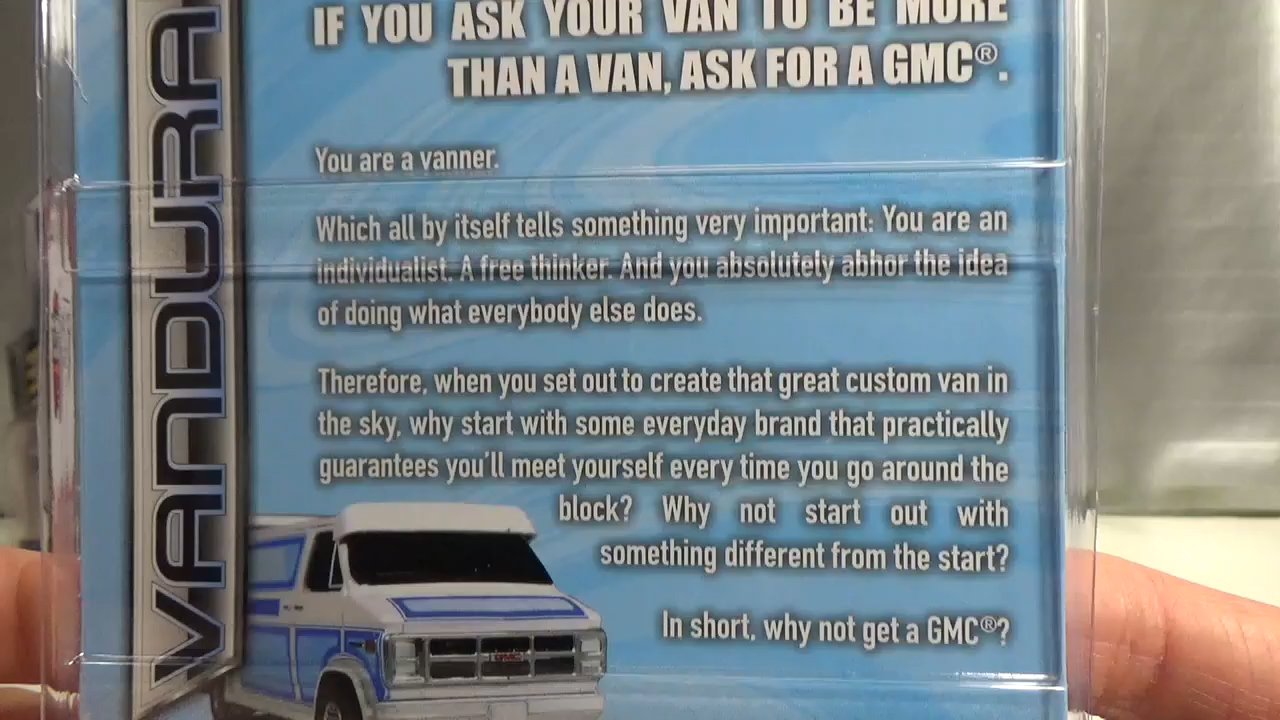 IF YOU ASK YOUR VAN TO BE MORE
THAN A VAN, ASK FOR A GMC®.
You are a vanner.
Which all by itself tells something very important: You are an
individualist. A free thinker. And you absolutely abhor the idea
of doing what everybody else does.
Therefore, when you set out to create that great custom van in
the sky, why start with some everyday brand that practically
guarantees you'll meet yourself every time you go around the
block? Why not start out with
something different from the start?
In short, why not get a GMC®?
VANDURA
GMC